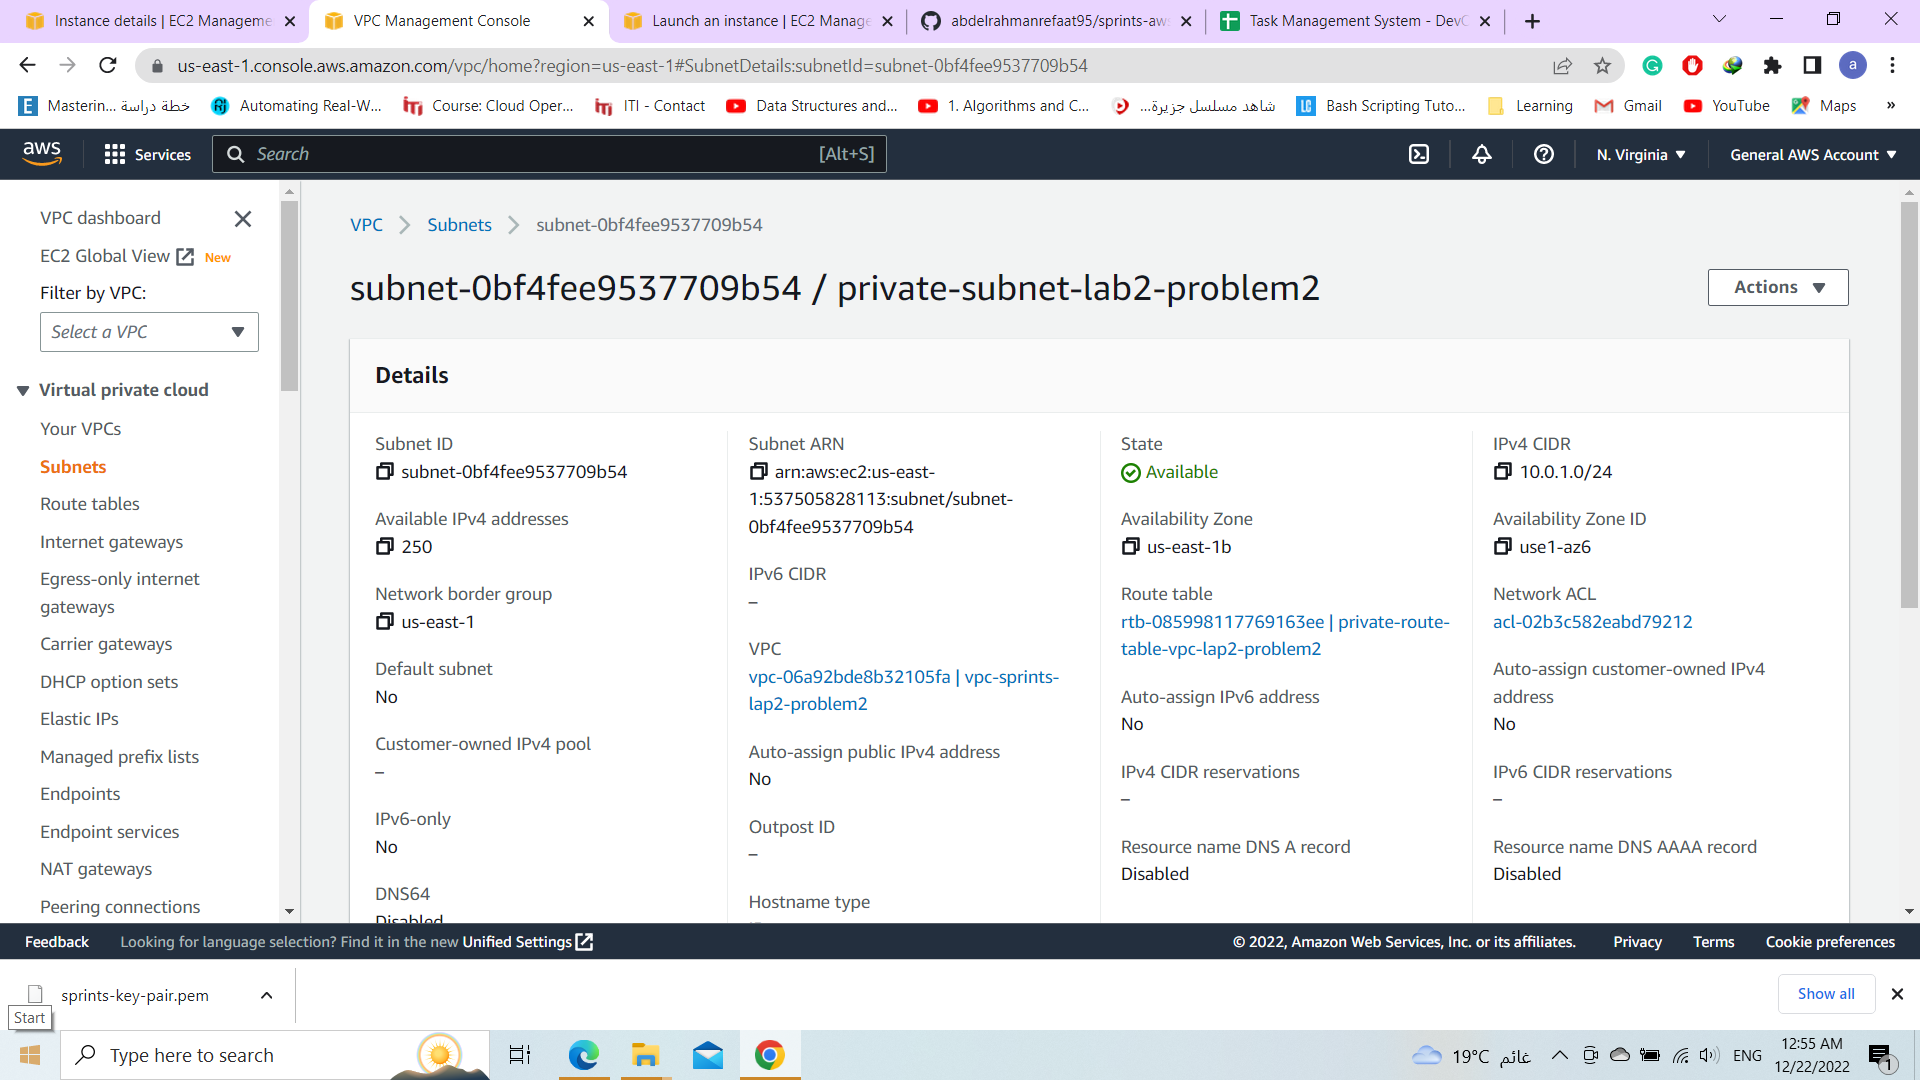 Instance details | EC2 Manageme
VPC Management Console
Launch an instance | EC2 Manage
abdelrahmanrefaat95/sprints-aws
Task Management System - DevO
us-east-1.console.aws.amazon.com/vpc/home?region=us-east-1#SubnetDetails:subnetId=subnet-0bf4fee9537709b54
a
E Masterin... خطة دراسة
Automating Real-W...
Course: Cloud Oper...
ITI - Contact
Data Structures and...
1. Algorithms and C...
شاهد مسلسل جزيرة...
LC Bash Scripting Tuto...
Learning
Gmail
YouTube
Maps
»
aws
Services
Search
[Alt+S]
N. Virginia
General AWS Account
VPC dashboard
EC2 Global View New
Filter by VPC:
Select a VPC
Virtual private cloud
Your VPCs
Subnets
Route tables
Internet gateways
Egress-only internet
gateways
Carrier gateways
DHCP option sets
Elastic IPs
Managed prefix lists
Endpoints
Endpoint services
NAT gateways
Peering connections
VPC
Subnets
subnet-0bf4fee9537709b54
subnet-0bf4fee9537709b54 / private-subnet-lab2-problem2
Actions
Details
Subnet ID
subnet-0bf4fee9537709b54
Available IPv4 addresses
250
Network border group
us-east-1
Default subnet
No
Customer-owned IPv4 pool
–
IPv6-only
No
DNS64
Disabled
Subnet ARN
arn:aws:ec2:us-east-
1:537505828113:subnet/subnet-
0bf4fee9537709b54
IPv6 CIDR
–
VPC
vpc-06a92bde8b32105fa | vpc-sprints-
lap2-problem2
Auto-assign public IPv4 address
No
Outpost ID
–
Hostname type
State
Available
Availability Zone
us-east-1b
Route table
rtb-085998117769163ee | private-route-
table-vpc-lap2-problem2
Auto-assign IPv6 address
No
IPv4 CIDR reservations
–
Resource name DNS A record
Disabled
IPv4 CIDR
10.0.1.0/24
Availability Zone ID
use1-az6
Network ACL
acl-02b3c582eabd79212
Auto-assign customer-owned IPv4
address
No
IPv6 CIDR reservations
–
Resource name DNS AAAA record
Disabled
Feedback
Looking for language selection? Find it in the new Unified Settings
© 2022, Amazon Web Services, Inc. or its affiliates.
Privacy
Terms
Cookie preferences
sprints-key-pair.pem
Show all
Start
Type here to search
19°C غائم
ENG
12:55 AM
12/22/2022
1